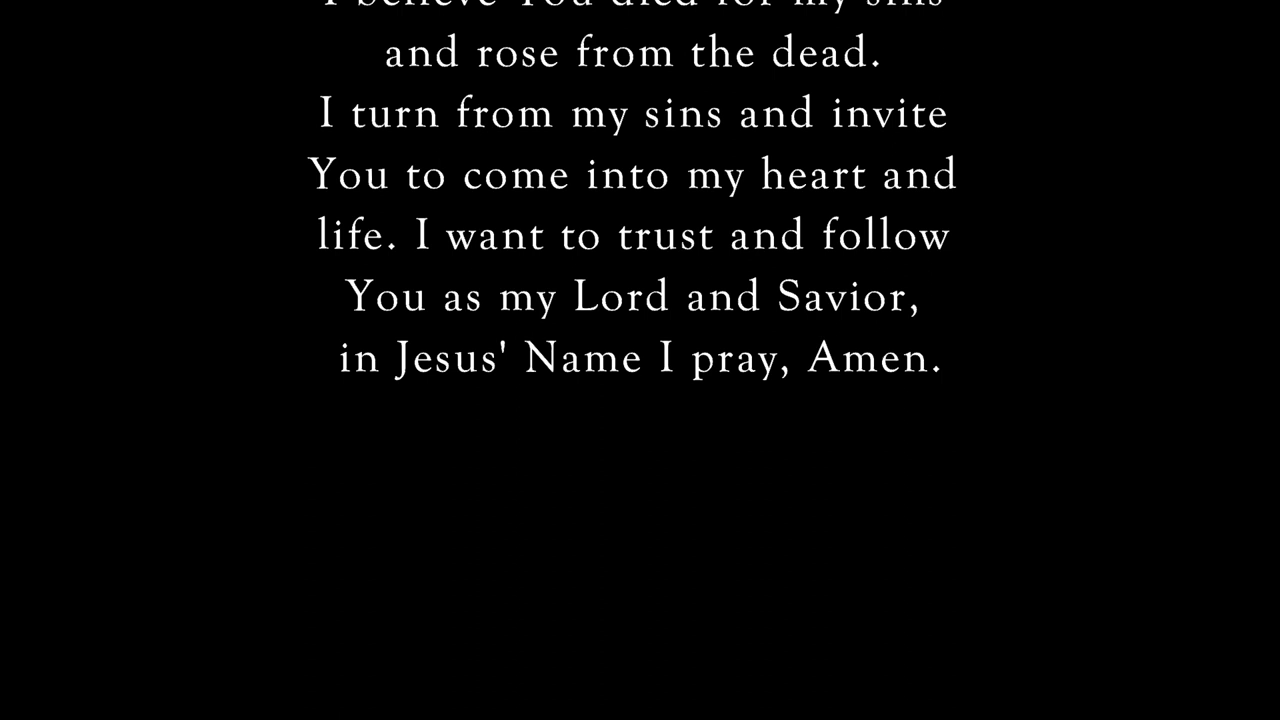 I believe You died for my sins
and rose from the dead.
I turn from my sins and invite
You to come into my heart and
life. I want to trust and follow
You as my Lord and Savior,
in Jesus' Name I pray, Amen.